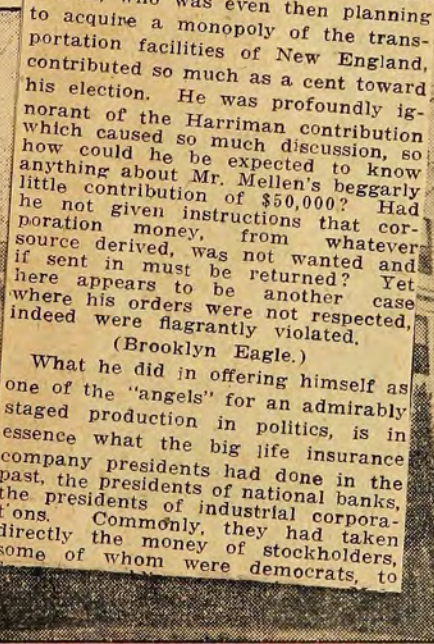 was even then planning
to acquire a monopoly of the trans-
portation facilities of New England,
contributed so much as a cent toward
his election. He was profoundly ig-
norant of the Harriman contribution
which caused so much discussion, so
how could he be expected to know
anything about Mr. Mellen's beggarly
little contribution of $50,000? Had
he not given instructions that cor-
poration money, from whatever
source derived, was not wanted and
if sent in must be returned? Yet
here appears to be another case
where his orders were not respected,
indeed were flagrantly violated.
(Brooklyn Eagle.)
What he did in offering himself as
one of the "angels" for an admirably
staged production in politics, is in
essence what the big life insurance
company presidents had done in the
past, the presidents of national banks,
the presidents of industrial corpora-
t'ons. Commonly, they had taken
directly the money of stockholders,
some of whom were democrats, to